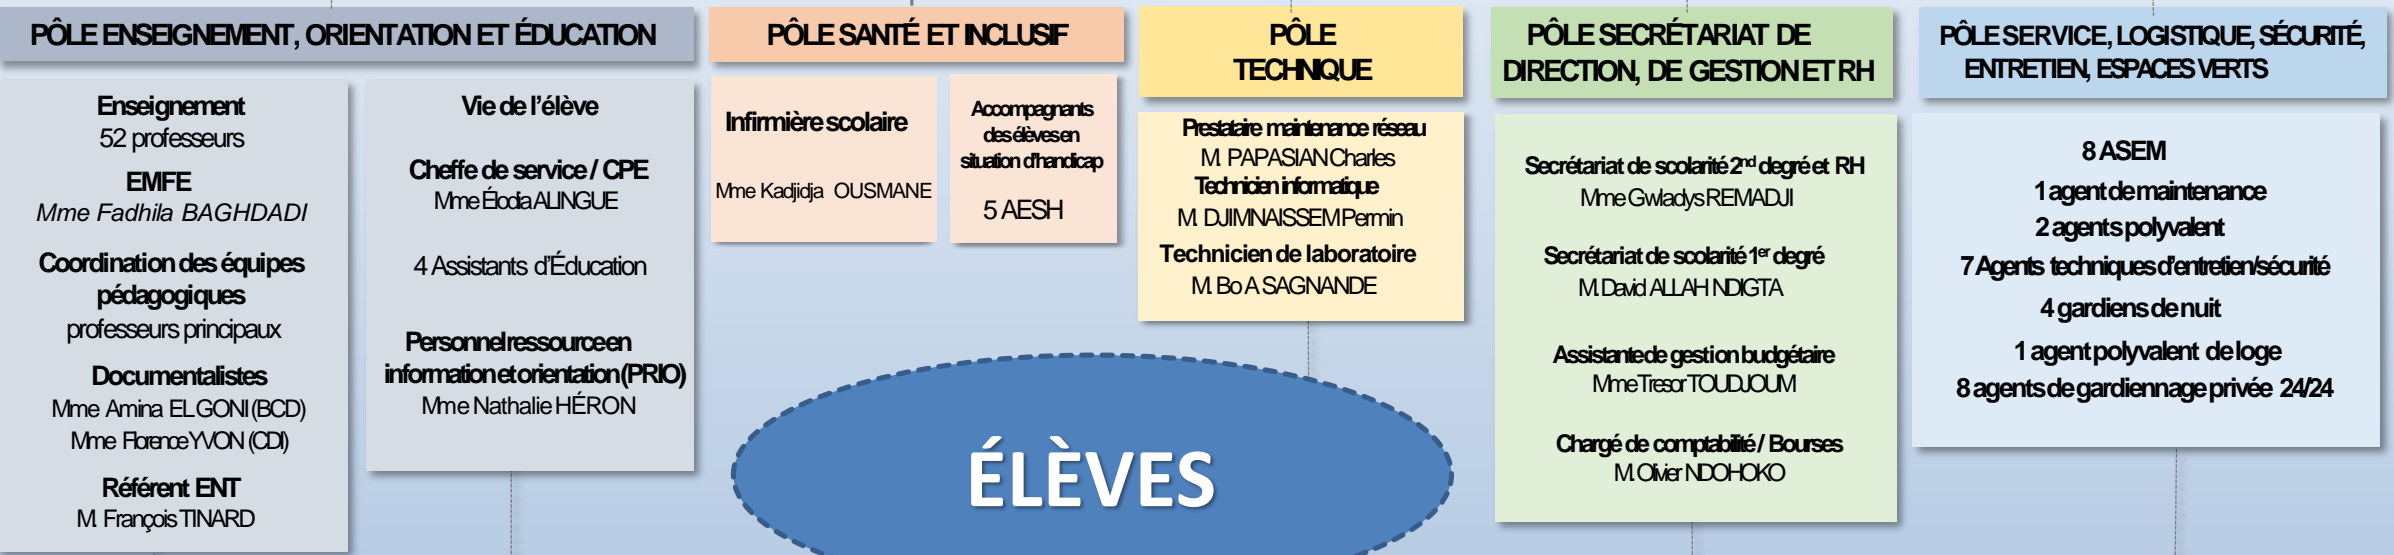 PÔLE ENSEIGNEMENT, ORIENTATION ET ÉDUCATION
Enseignement
52 professeurs
EMFE
Mme Fadhila BAGHDADI
Coordination des équipes
pédagogiques
professeurs principaux
Documentalistes
Mme Amina EL GONI (BCD)
Mme Florence YVON (CDI)
Référent ENT
M. François TINARD
Vie de l'élève
Cheffe de service / CPE
Mme Élodia ALINGUE
4 Assistants d'Éducation
Personnel ressource en
information et orientation (PRIO)
Mme Nathalie HÉRON
PÔLE SANTÉ ET INCLUSIF
Infirmière scolaire
Mme Kadjidja OUSMANE
Accompagnants
des élèves en
situation d'handicap
5 AESH
PÔLE
TECHNIQUE
Prestataire maintenance réseau
M. PAPASIAN Charles
Technicien informatique
M. DJIMNAISSEM Permin
Technicien de laboratoire
M. Bo A SAGNANDE
PÔLE SECRÉTARIAT DE
DIRECTION, DE GESTION ET RH
Secrétariat de scolarité 2nd degré et RH
Mme Gwladys REMADJI
Secrétariat de scolarité 1er degré
M. David ALLAH NDIGTA
Assistante de gestion budgétaire
Mme Tresor TOUDJOUM
Chargé de comptabilité / Bourses
M. Olivier NDOHOKO
PÔLE SERVICE, LOGISTIQUE, SÉCURITÉ,
ENTRETIEN, ESPACES VERTS
8 ASEM
1 agent de maintenance
2 agents polyvalent
7 Agents techniques d'entretien/sécurité
4 gardiens de nuit
1 agent polyvalent de loge
8 agents de gardiennage privée 24/24
ÉLÈVES